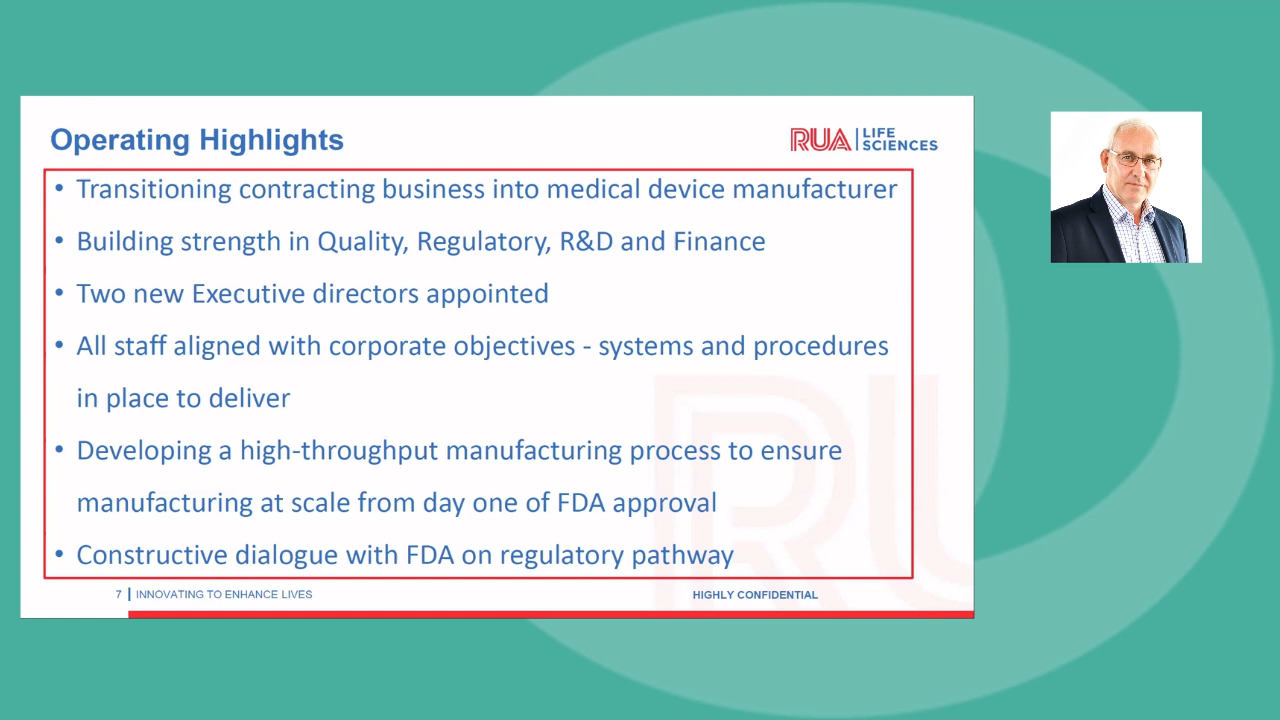 Operating Highlights
RUA LIFE
SCIENCES
• Transitioning contracting business into medical device manufacturer
• Building strength in Quality, Regulatory, R&D and Finance
• Two new Executive directors appointed
• All staff aligned with corporate objectives - systems and procedures
in place to deliver
• Developing a high-throughput manufacturing process to ensure
manufacturing at scale from day one of FDA approval
• Constructive dialogue with FDA on regulatory pathway
RU
7 | INNOVATING TO ENHANCE LIVES
HIGHLY CONFIDENTIAL